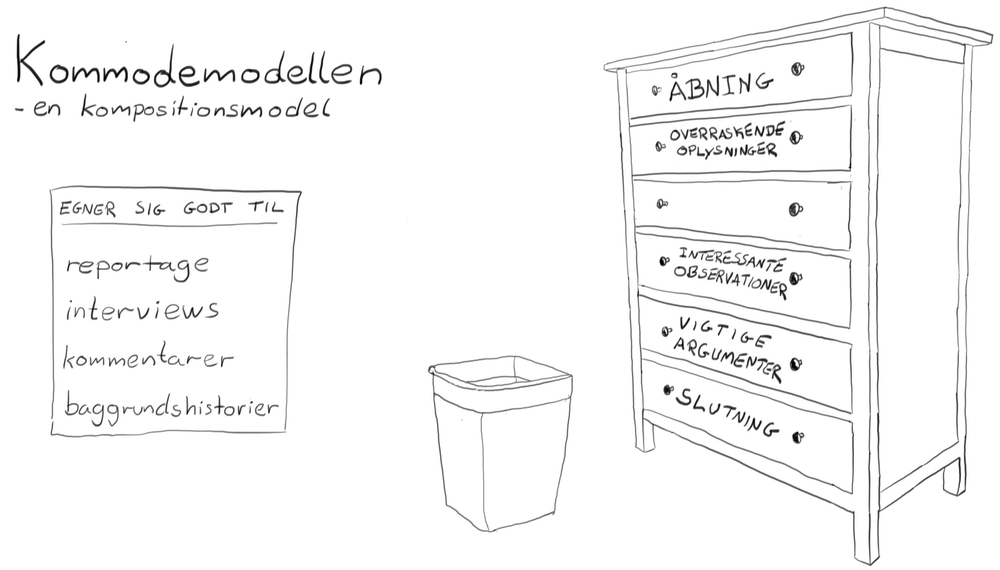 Kommodemodellen
- en kompositionsmodel
EGNER SIG GODT TIL
reportage
interviews
kommentarer
baggrundshistorier
ÅBNING
OVERRASKENDE
OPLYSNINGER
INTERESSANTE
OBSERVATIONER
VIGTIGE
ARGUMENTER
SLUTNING